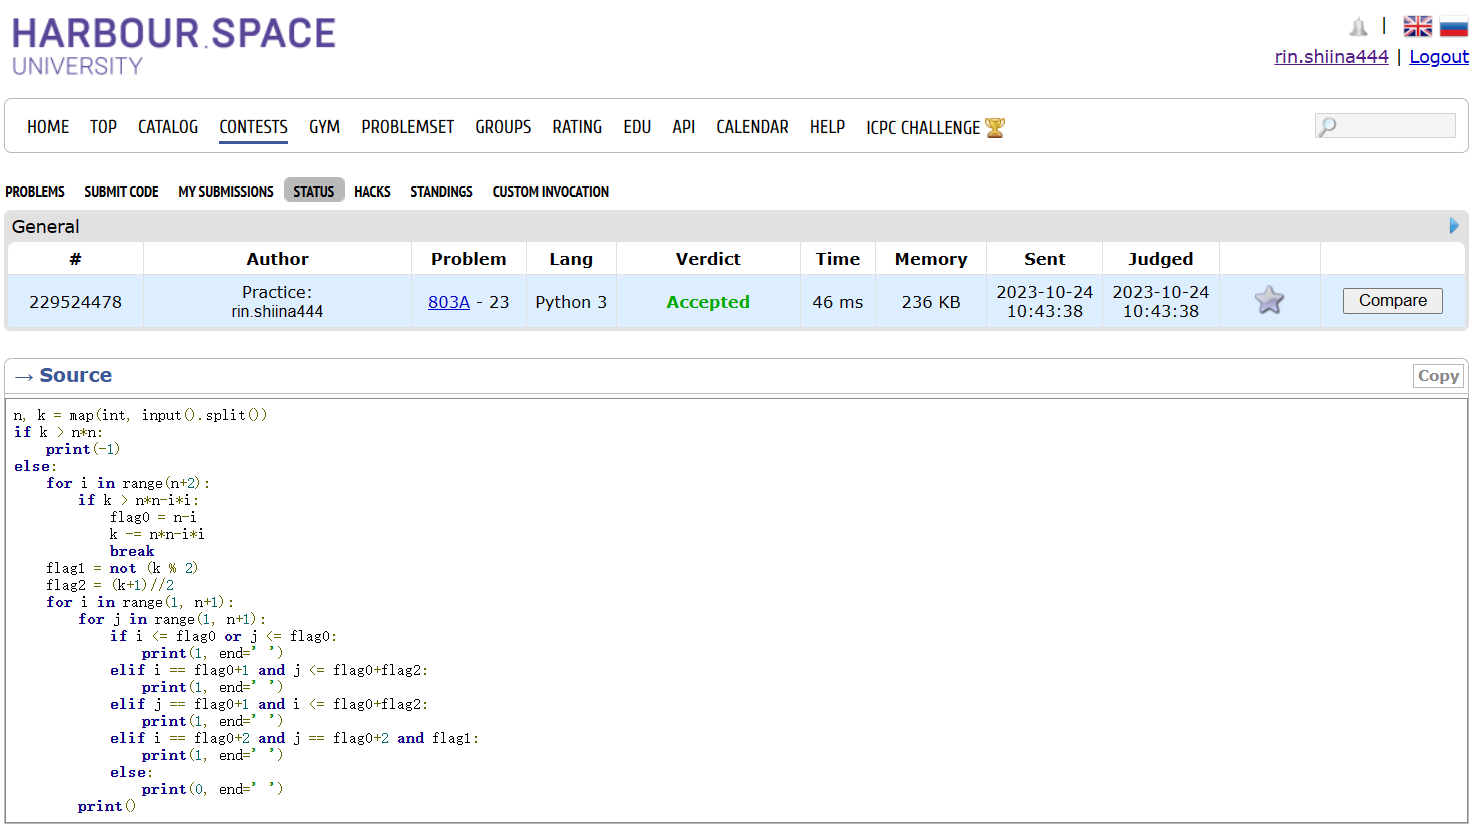 HARBOUR.SPACE
UNIVERSITY
|
rin.shiina444 | Logout
HOME TOP CATALOG CONTESTS GYM PROBLEMSET GROUPS RATING EDU API CALENDAR HELP ICPC CHALLENGE
PROBLEMS SUBMIT CODE MY SUBMISSIONS STATUS HACKS STANDINGS CUSTOM INVOCATION
General
# Author Problem Lang Verdict Time Memory Sent Judged
229524478 Practice: rin.shiina444 803A - 23 Python 3 Accepted 46 ms 236 KB 2023-10-24 10:43:38 2023-10-24 10:43:38 Compare
→ Source Copy
n, k = map(int, input().split())
if k > n*n:
    print(-1)
else:
    for i in range(n+2):
        if k > n*n-i*i:
            flag0 = n-i
            k -= n*n-i*i
            break
    flag1 = not (k % 2)
    flag2 = (k+1)//2
    for i in range(1, n+1):
        for j in range(1, n+1):
            if i <= flag0 or j <= flag0:
                print(1, end=' ')
            elif i == flag0+1 and j <= flag0+flag2:
                print(1, end=' ')
            elif j == flag0+1 and i <= flag0+flag2:
                print(1, end=' ')
            elif i == flag0+2 and j == flag0+2 and flag1:
                print(1, end=' ')
            else:
                print(0, end=' ')
        print()